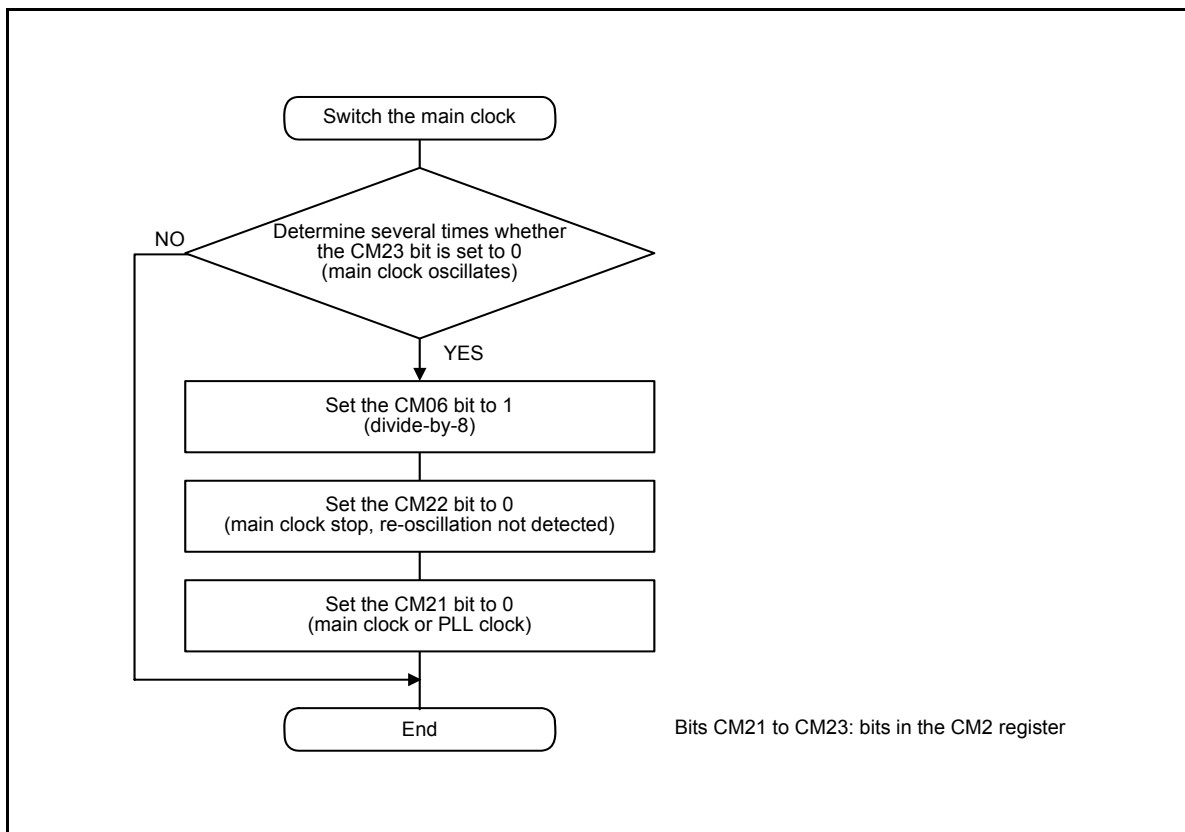 Switch the main clock
Determine several times whether
the CM23 bit is set to 0
(main clock oscillates)
NO
YES
Set the CM06 bit to 1
(divide-by-8)
Set the CM22 bit to 0
(main clock stop, re-oscillation not detected)
Set the CM21 bit to 0
(main clock or PLL clock)
End
Bits CM21 to CM23: bits in the CM2 register